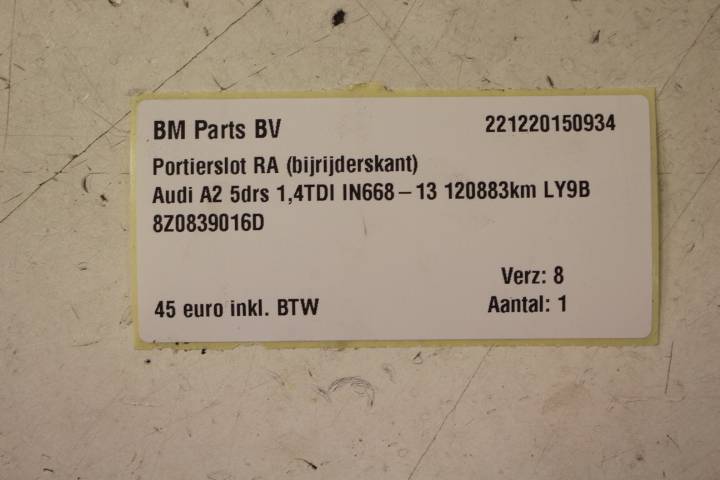 BM Parts BV 221220150934
Portierslot RA (bijrijderskant)
Audi A2 5drs 1,4TDI IN668-13 120883km LY9B
8Z0839016D
Verz: 8
45 euro inkl. BTW Aantal: 1